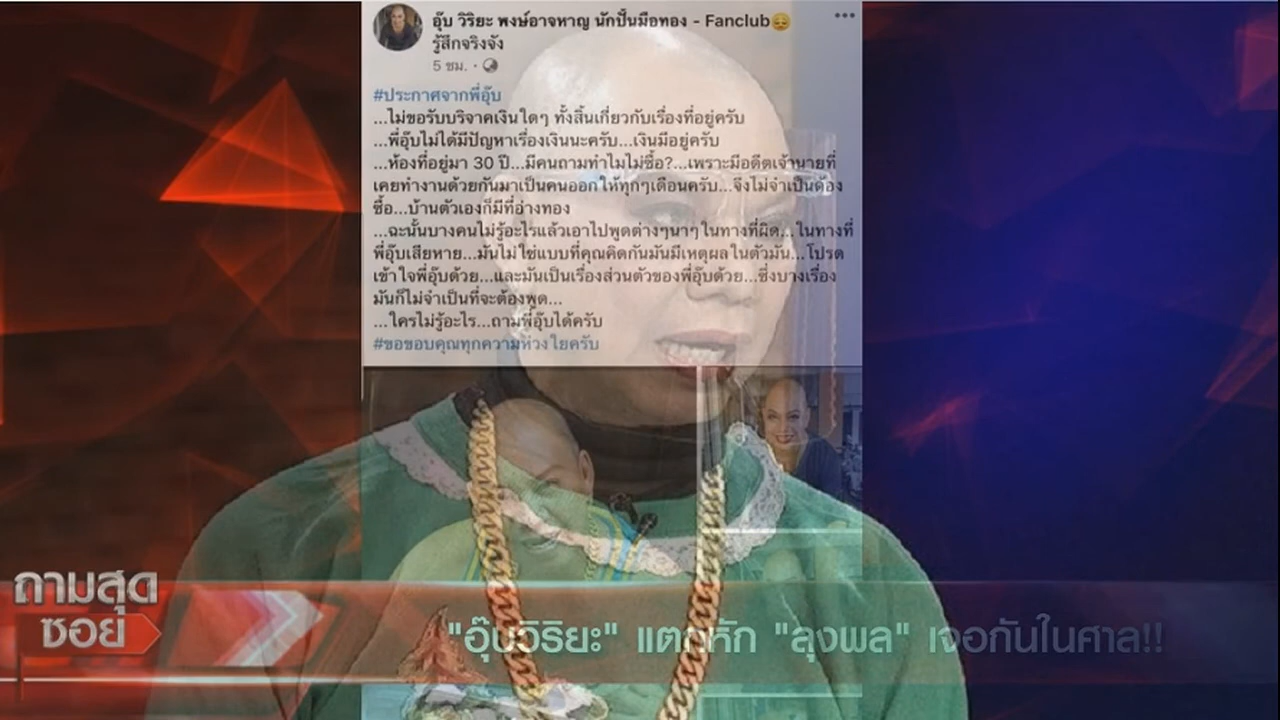 อุ๊บ วิริยะ พงษ์อาจหาญ นักปั้นมือทอง - Fanclub😔
รู้สึกจริงจัง
5 ชม. ·
#ประกาศจากพี่อุ๊บ
...ไม่ขอรับบริจาคเงินใดๆ ทั้งสิ้นเกี่ยวกับเรื่องที่อยู่ครับ
...พี่อุ๊บไม่ได้มีปัญหาเรื่องเงินนะครับ...เงินมีอยู่ครับ
...ห้องที่อยู่มา 30 ปี...มีคนถามทำไมไม่ซื้อ?...เพราะมีอดีตเจ้านายที่
เคยทำงานด้วยกันมาเป็นคนออกให้ทุกๆเดือนครับ...จึงไม่จำเป็นต้อง
ซื้อ...บ้านตัวเองก็มีที่อ่างทอง
...ฉะนั้นบางคนไม่รู้อะไรแล้วเอาไปพูดต่างๆนาๆในทางที่ผิด...ในทางที่
พี่อุ๊บเสียหาย...มันไม่ใช่แบบที่คุณคิดกันมันมีเหตุผลในตัวมัน...โปรด
เข้าใจพี่อุ๊บด้วย...และมันเป็นเรื่องส่วนตัวของพี่อุ๊บด้วย...ซึ่งบางเรื่อง
มันก็ไม่จำเป็นที่จะต้องพูด...
...ใครไม่รู้อะไร...ถามพี่อุ๊บได้ครับ
#ขอขอบคุณทุกความห่วงใยครับ
ถามสุด
ซอย
"อุ๊บวิริยะ" แตกหัก "ลุงพล" เจอกันในศาล!!